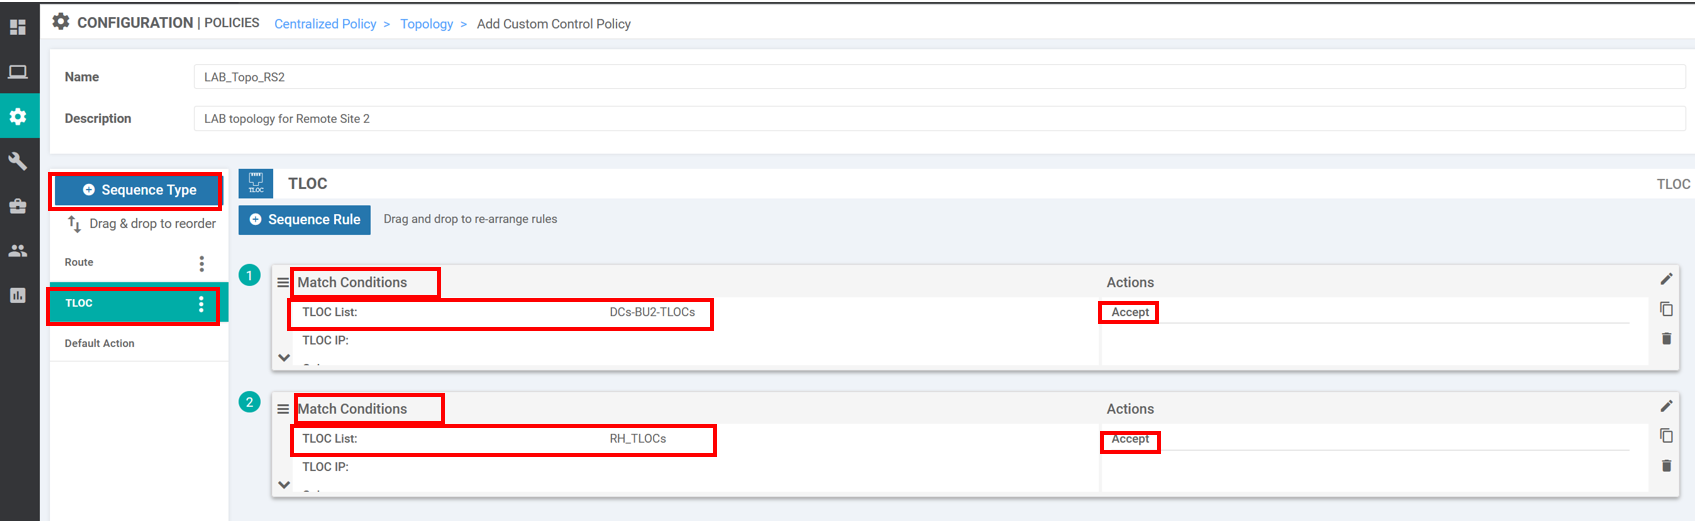 CONFIGURATION | POLICIES Centralized Policy > Topology > Add Custom Control Policy
Name LAB_Topo_RS2
Description LAB topology for Remote Site 2
Sequence Type
Drag & drop to reorder
Route
TLOC
Default Action
TLOC TLOC TLOC
Sequence Rule Drag and drop to re-arrange rules
1 Match Conditions Actions
TLOC List: DCs-BU2-TLOCs Accept
TLOC IP:
2 Match Conditions Actions
TLOC List: RH_TLOCs Accept
TLOC IP: